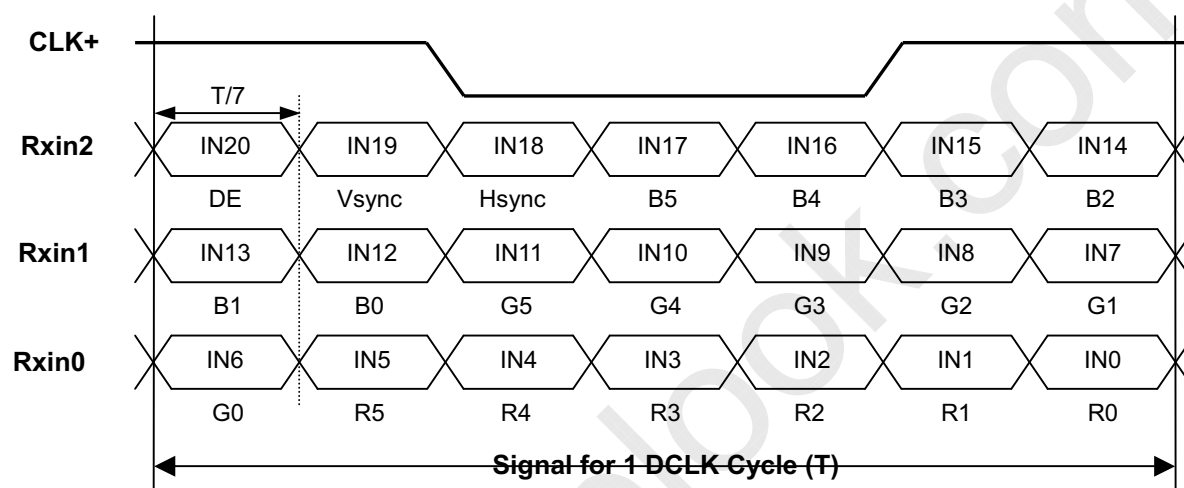 CLK+
T/7
Rxin2 IN20 IN19 IN18 IN17 IN16 IN15 IN14
DE Vsync Hsync B5 B4 B3 B2
Rxin1 IN13 IN12 IN11 IN10 IN9 IN8 IN7
B1 B0 G5 G4 G3 G2 G1
Rxin0 IN6 IN5 IN4 IN3 IN2 IN1 IN0
G0 R5 R4 R3 R2 R1 R0
Signal for 1 DCLK Cycle (T)